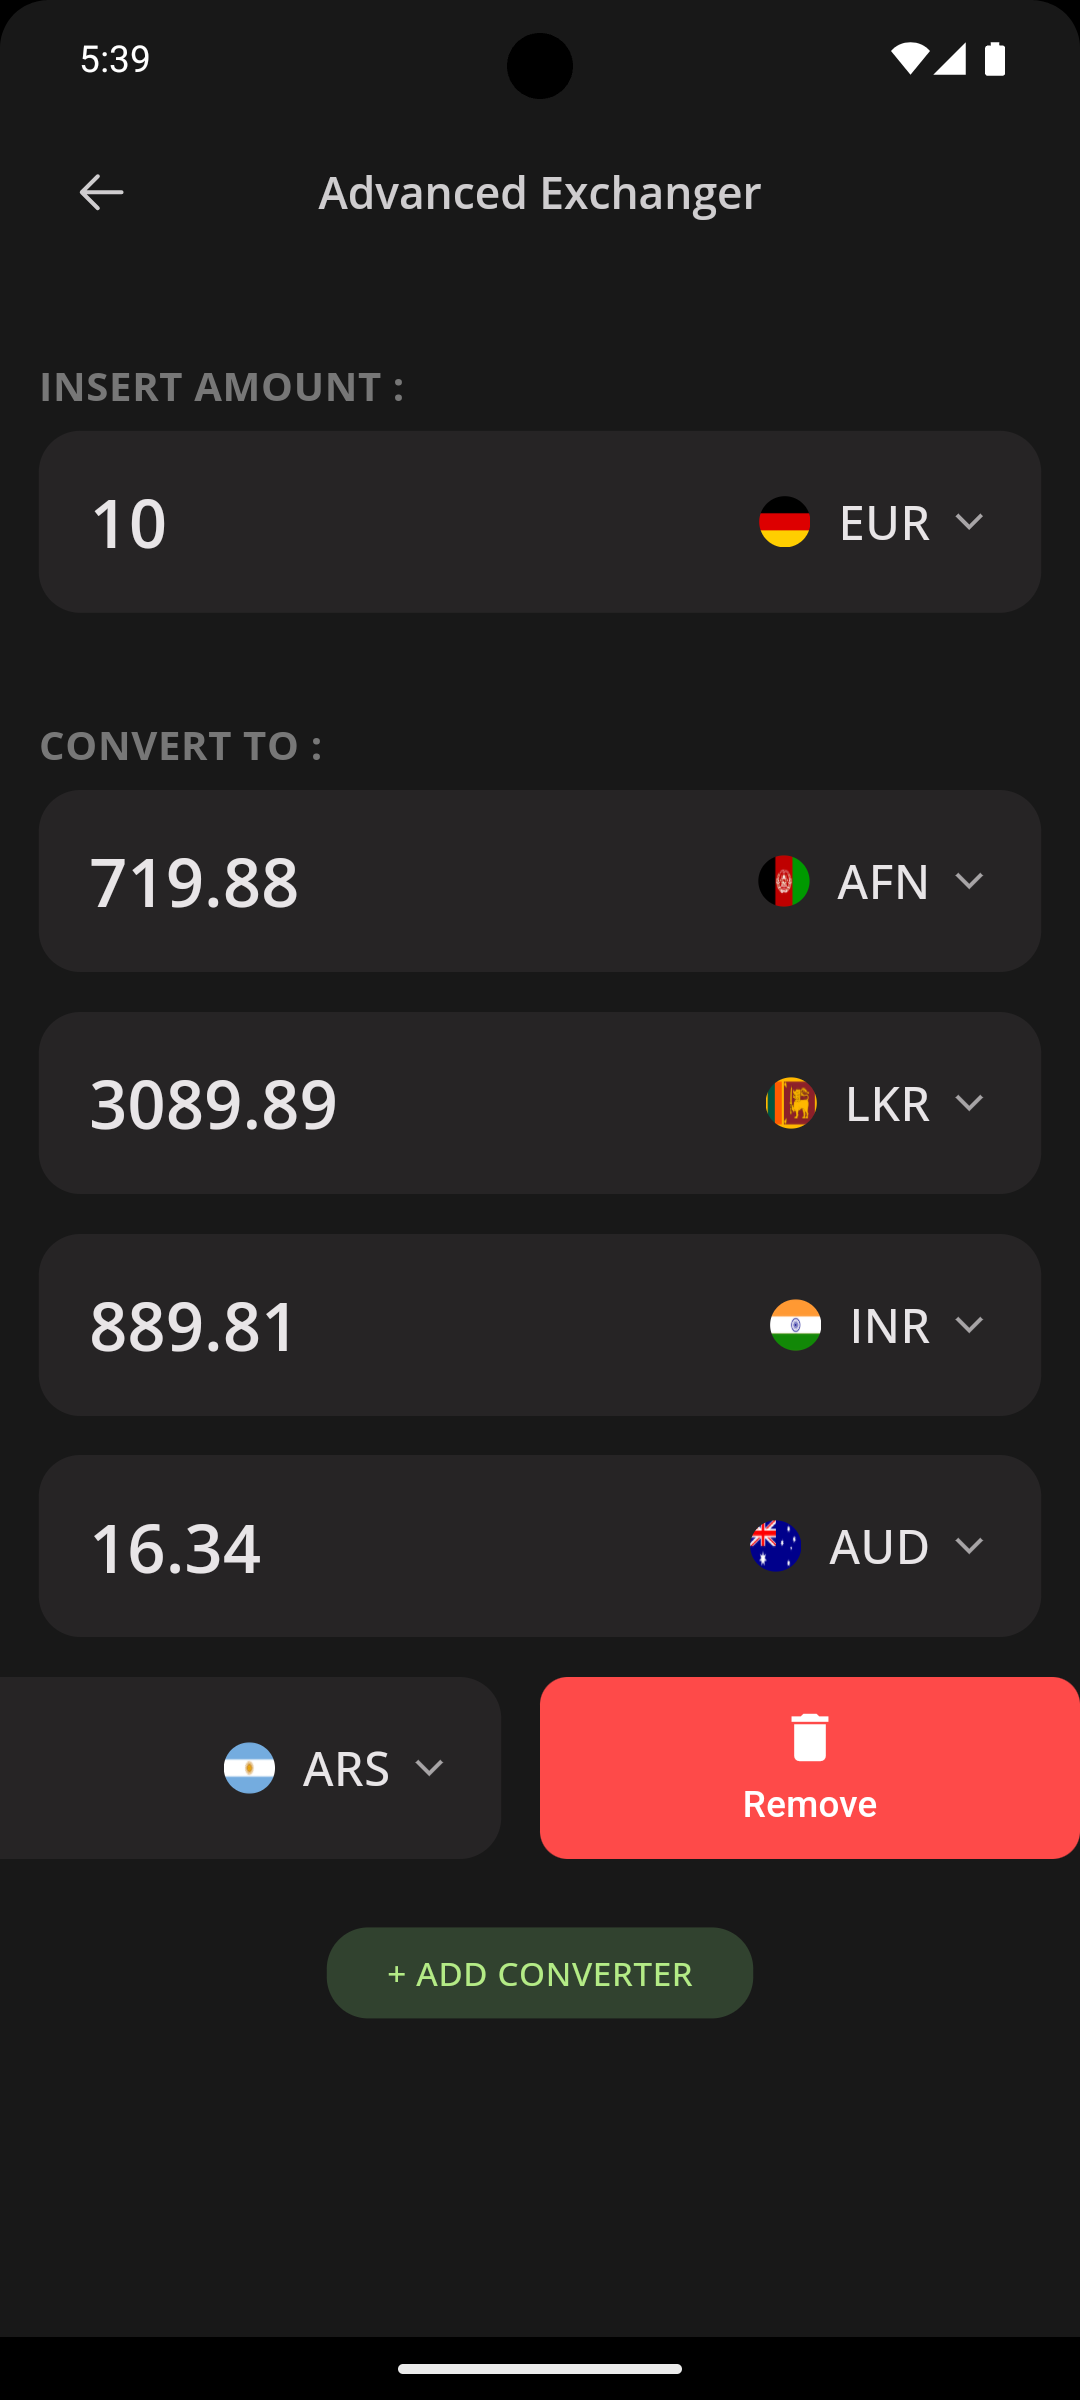 5:39
Advanced Exchanger
INSERT AMOUNT :
10 EUR
CONVERT TO :
719.88 AFN
3089.89 LKR
889.81 INR
16.34 AUD
ARS
Remove
+ ADD CONVERTER